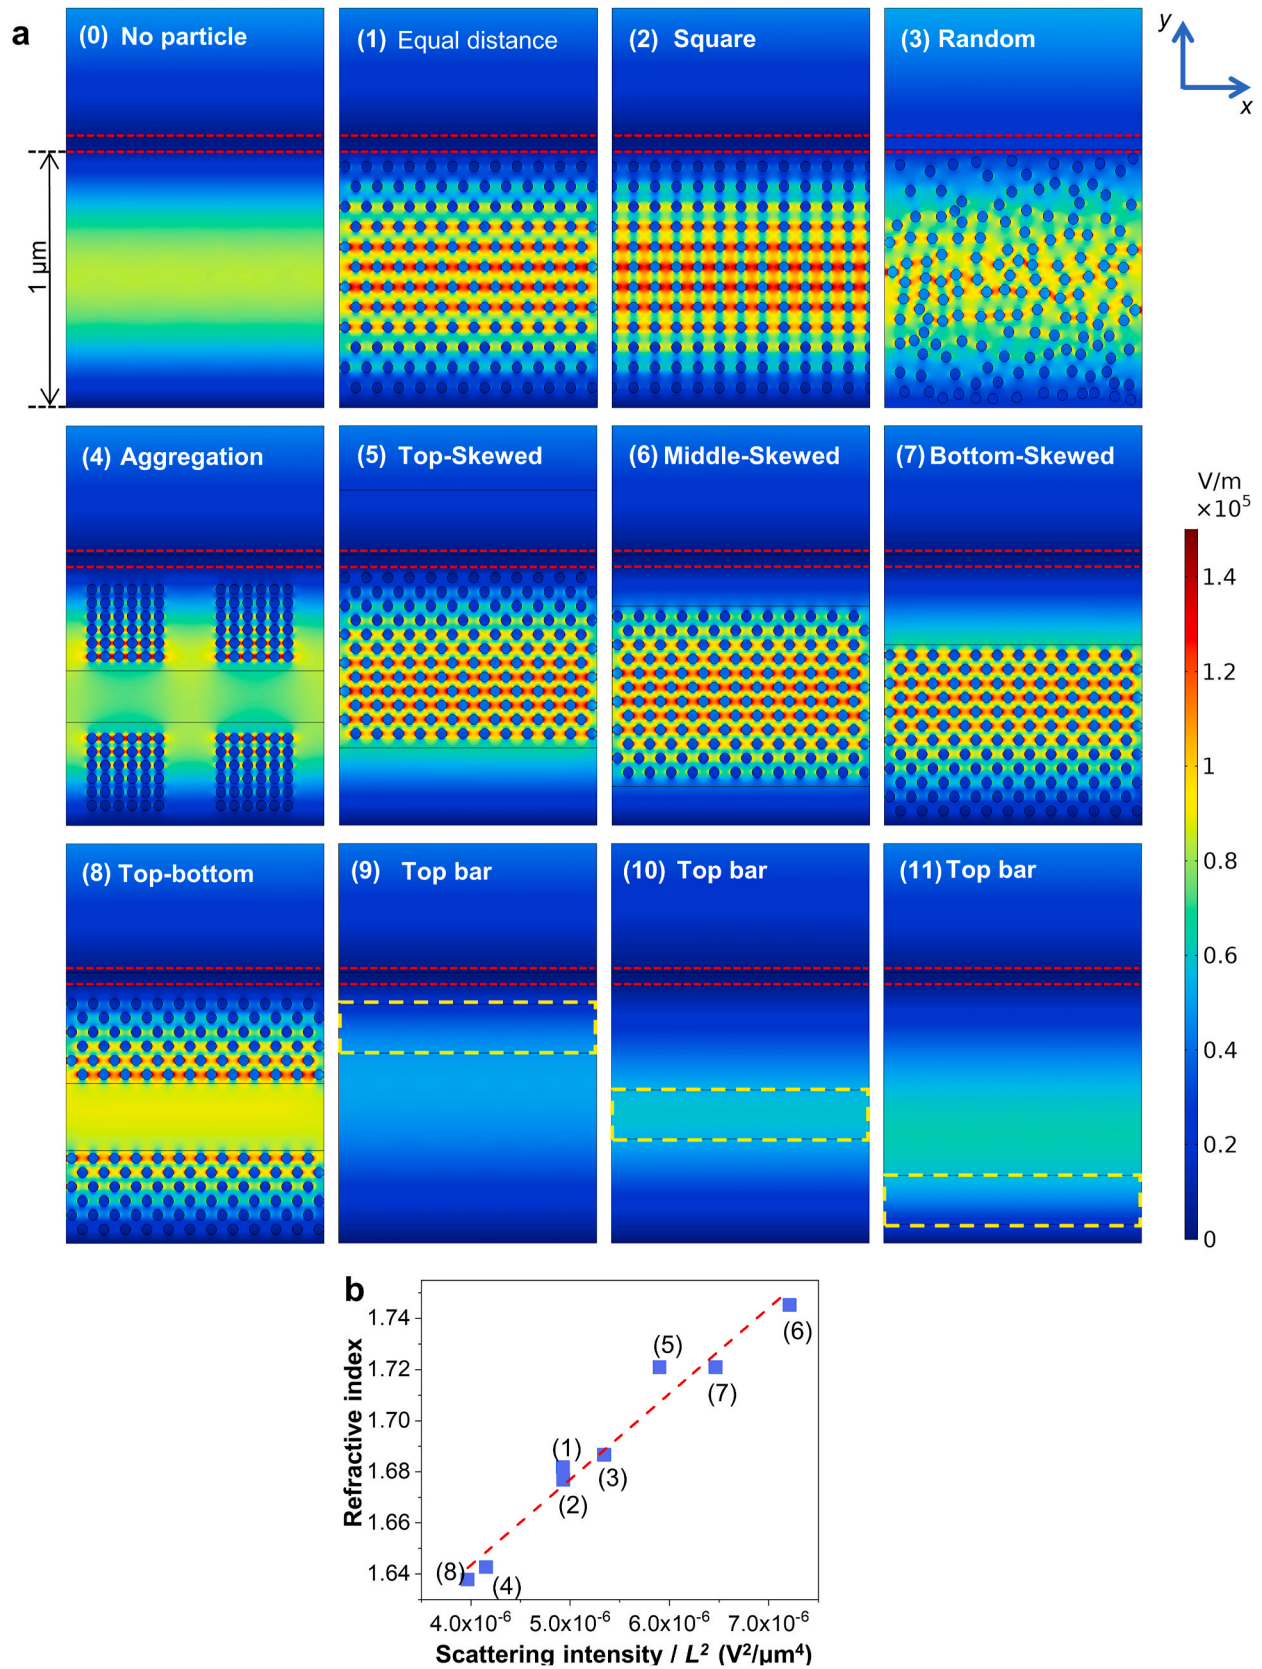 a
(0) No particle
(1) Equal distance
(2) Square
(3) Random
y
x
1 μm
(4) Aggregation
(5) Top-Skewed
(6) Middle-Skewed
(7) Bottom-Skewed
V/m
×10⁵
1.4
1.2
1
0.8
0.6
0.4
0.2
0
(8) Top-bottom
(9) Top bar
(10) Top bar
(11) Top bar
b
Refractive index
1.74
1.72
1.70
1.68
1.66
1.64
(5)
(6)
(7)
(1)
(3)
(2)
(8)
(4)
4.0x10⁻⁶
5.0x10⁻⁶
6.0x10⁻⁶
7.0x10⁻⁶
Scattering intensity / L² (V²/μm⁴)